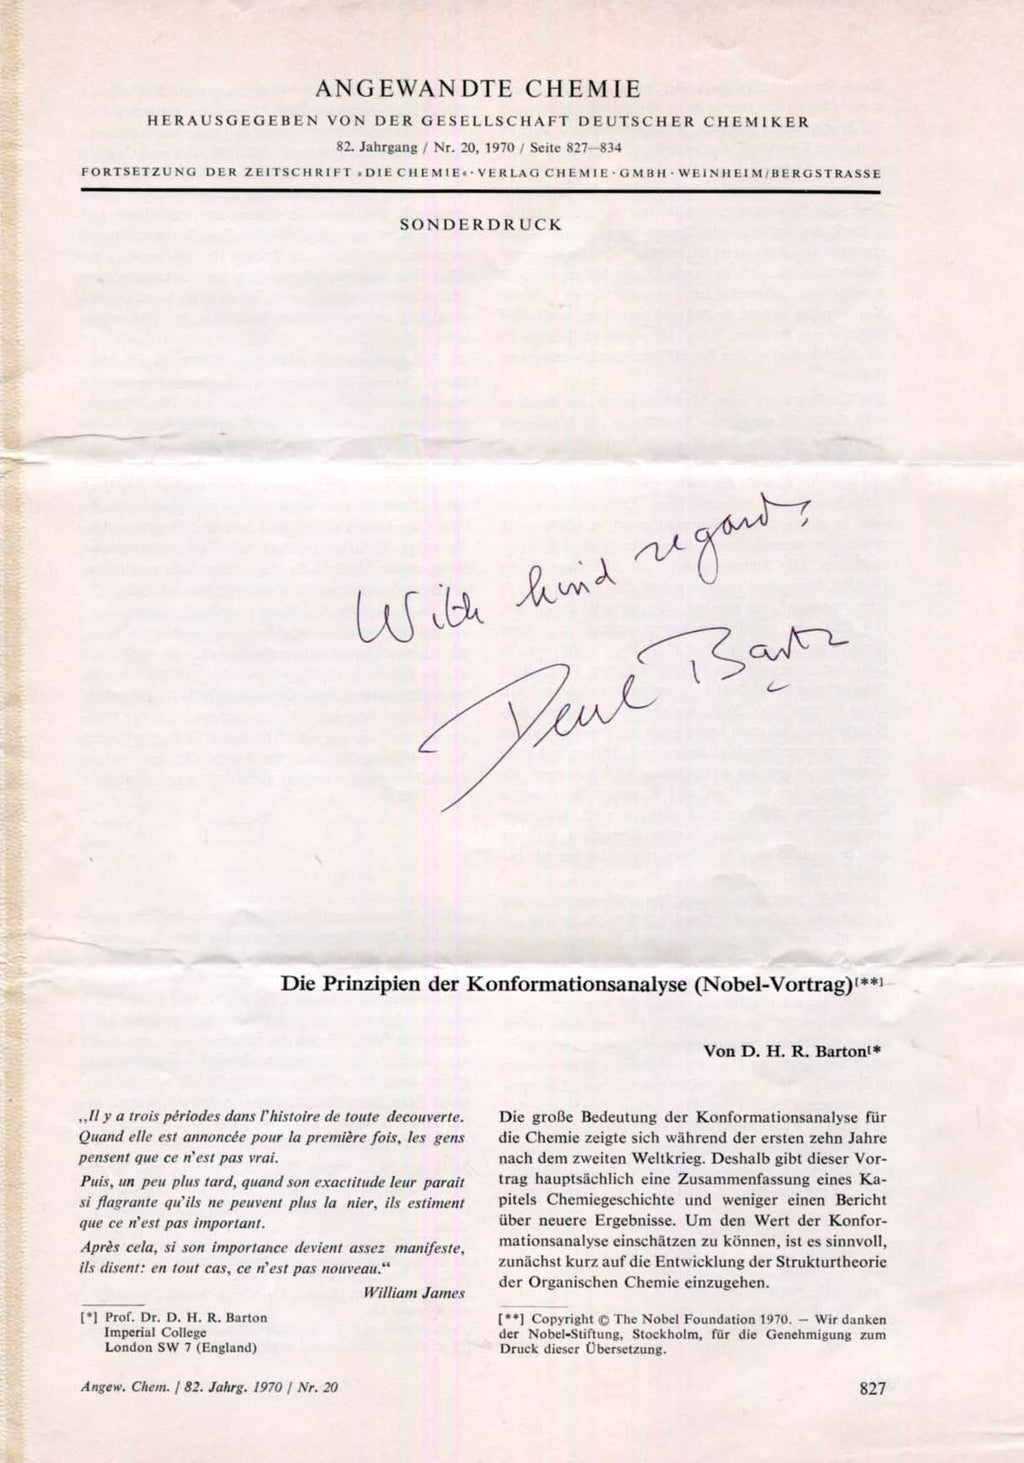 ANGEWANDTE CHEMIE
HERAUSGEGEBEN VON DER GESELLSCHAFT DEUTSCHER CHEMIKER
82. Jahrgang / Nr. 20, 1970 / Seite 827–834
FORTSETZUNG DER ZEITSCHRIFT »DIE CHEMIE« · VERLAG CHEMIE · GMBH · WEINHEIM/BERGSTRASSE
SONDERDRUCK
With kind regards
Derek Barton
Die Prinzipien der Konformationsanalyse (Nobel-Vortrag)[**]
Von D. H. R. Barton[*
„Il y a trois périodes dans l'histoire de toute decouverte.
Quand elle est annoncée pour la première fois, les gens
pensent que ce n'est pas vrai.
Puis, un peu plus tard, quand son exactitude leur parait
si flagrante qu'ils ne peuvent plus la nier, ils estiment
que ce n'est pas important.
Après cela, si son importance devient assez manifeste,
ils disent: en tout cas, ce n'est pas nouveau.“
William James
[*] Prof. Dr. D. H. R. Barton
Imperial College
London SW 7 (England)
Die große Bedeutung der Konformationsanalyse für
die Chemie zeigte sich während der ersten zehn Jahre
nach dem zweiten Weltkrieg. Deshalb gibt dieser Vor-
trag hauptsächlich eine Zusammenfassung eines Ka-
pitels Chemiegeschichte und weniger einen Bericht
über neuere Ergebnisse. Um den Wert der Konfor-
mationsanalyse einschätzen zu können, ist es sinnvoll,
zunächst kurz auf die Entwicklung der Strukturtheorie
der Organischen Chemie einzugehen.
[**] Copyright © The Nobel Foundation 1970. — Wir danken
der Nobel-Stiftung, Stockholm, für die Genehmigung zum
Druck dieser Übersetzung.
Angew. Chem. / 82. Jahrg. 1970 / Nr. 20
827